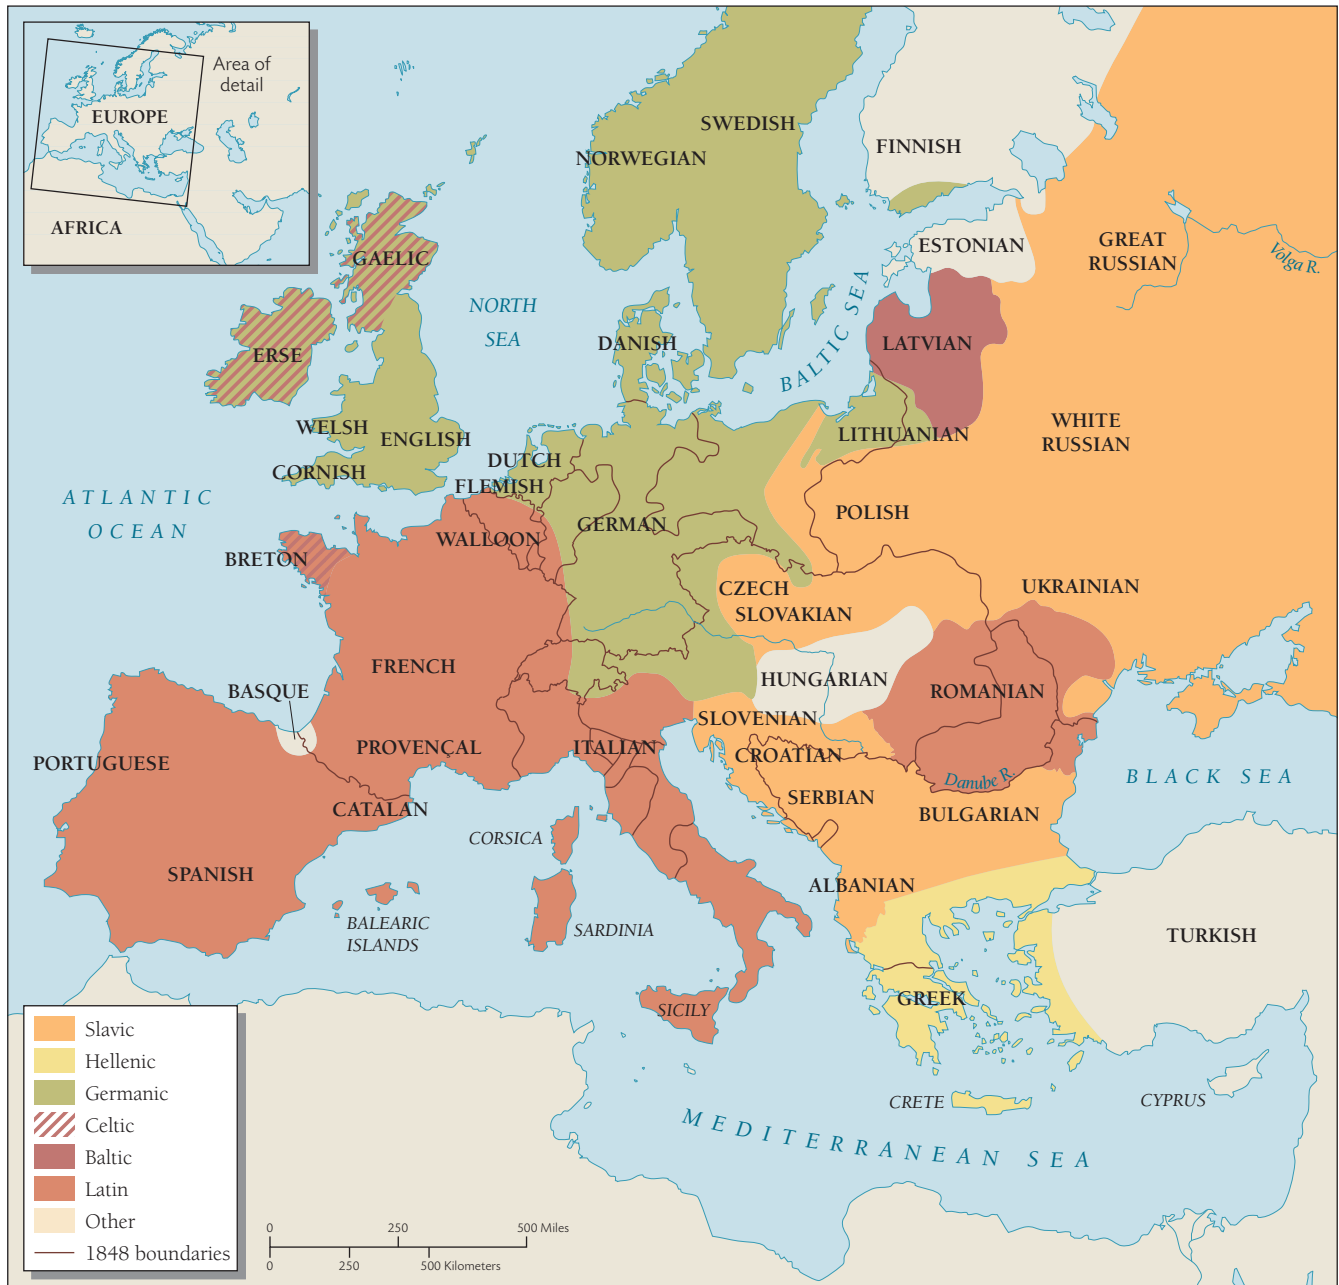 Area of
detail
EUROPE
AFRICA
SWEDISH
NORWEGIAN
FINNISH
ESTONIAN
GREAT
RUSSIAN
Volga R.
GAELIC
NORTH
SEA
ERSE
DANISH
BALTIC SEA
LATVIAN
WELSH
ENGLISH
LITHUANIAN
WHITE
RUSSIAN
CORNISH
DUTCH
FLEMISH
ATLANTIC
OCEAN
GERMAN
POLISH
WALLOON
BRETON
CZECH
SLOVAKIAN
UKRAINIAN
FRENCH
BASQUE
HUNGARIAN
ROMANIAN
SLOVENIAN
PORTUGUESE
PROVENÇAL
ITALIAN
CROATIAN
Danube R.
BLACK SEA
CATALAN
SERBIAN
BULGARIAN
CORSICA
SPANISH
ALBANIAN
BALEARIC
ISLANDS
SARDINIA
TURKISH
SICILY
GREEK
CRETE
CYPRUS
MEDITERRANEAN SEA
Slavic
Hellenic
Germanic
Celtic
Baltic
Latin
Other
1848 boundaries
0 250 500 Miles
0 250 500 Kilometers